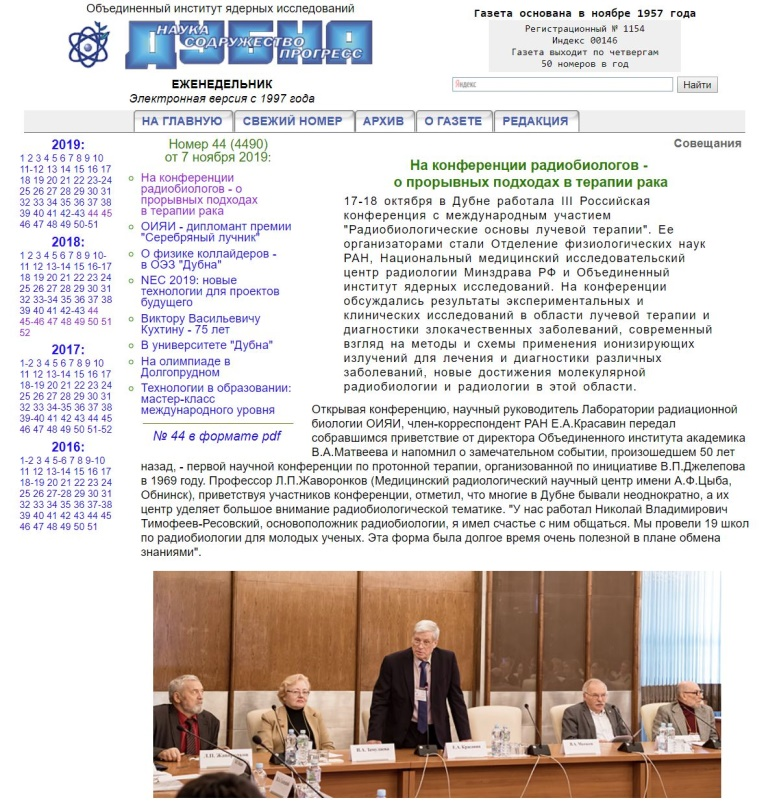 Объединенный институт ядерных исследований
НАУКА
СОДРУЖЕСТВО
ПРОГРЕСС
ДУБНА
ЕЖЕНЕДЕЛЬНИК
Электронная версия с 1997 года
Газета основана в ноябре 1957 года
Регистрационный № 1154
Индекс 00146
Газета выходит по четвергам
50 номеров в год
Яндекс
Найти
НА ГЛАВНУЮ
СВЕЖИЙ НОМЕР
АРХИВ
О ГАЗЕТЕ
РЕДАКЦИЯ
2019:
1 2 3 4 5 6 7 8 9 10
11-12 13 14 15 16 17
18 19 20 21 22 23-24
25 26 27 28 29 30 31
32 33 34 35 36 37 38
39 40 41 42-43 44 45
46 47 48 49 50-51
2018:
1 2 3 4 5 6 7 8 9 10-
11 12 13-14 15 16-17
18 19 20 21 22 23 24
25 26 27 28 29 30 31
32 33-34 35 36 37 38
39 40 41 42-43 44
45-46 47 48 49 50 51
52
2017:
1-2 3 4 5 6 7 8 9 10
11 12 13-14 15 16 17
18-19 20 21 22 23 24
25 26 27 28 29 30 31
32 33 34-35 36 37 38
39-40 41 42 43 44 45
46 47 48 49 50 51-52
2016:
1-2 3 4 5-6 7 8 9 10
11 12 13-14 15 16 17
18-19 20 21 22 23 24
25 26 27 28 29 30 31
32 33 34 35 36 37 38
39 40 41 42 43 44 45
46 47 48 49 50 51
Номер 44 (4490)
от 7 ноября 2019:
На конференции
радиобиологов - о
прорывных подходах
в терапии рака
ОИЯИ - дипломант премии
"Серебряный лучник"
О физике коллайдеров -
в ОЭЗ "Дубна"
NEC 2019: новые
технологии для проектов
будущего
Виктору Васильевичу
Кухтину - 75 лет
В университете "Дубна"
На олимпиаде в
Долгопрудном
Технологии в образовании:
мастер-класс
международного уровня
№ 44 в формате pdf
Совещания
На конференции радиобиологов -
о прорывных подходах в терапии рака
17-18 октября в Дубне работала III Российская
конференция с международным участием
"Радиобиологические основы лучевой терапии". Ее
организаторами стали Отделение физиологических наук
РАН, Национальный медицинский исследовательский
центр радиологии Минздрава РФ и Объединенный
институт ядерных исследований. На конференции
обсуждались результаты экспериментальных и
клинических исследований в области лучевой терапии и
диагностики злокачественных заболеваний, современный
взгляд на методы и схемы применения ионизирующих
излучений для лечения и диагностики различных
заболеваний, новые достижения молекулярной
радиобиологии и радиологии в этой области.
Открывая конференцию, научный руководитель Лаборатории радиационной
биологии ОИЯИ, член-корреспондент РАН Е.А.Красавин передал
собравшимся приветствие от директора Объединенного института академика
В.А.Матвеева и напомнил о замечательном событии, произошедшем 50 лет
назад, - первой научной конференции по протонной терапии, организованной по инициативе В.П.Джелепова
в 1969 году. Профессор Л.П.Жаворонков (Медицинский радиологический научный центр имени А.Ф.Цыба,
Обнинск), приветствуя участников конференции, отметил, что многие в Дубне бывали неоднократно, а их
центр уделяет большое внимание радиобиологической тематике. "У нас работал Николай Владимирович
Тимофеев-Ресовский, основоположник радиобиологии, я имел счастье с ним общаться. Мы провели 19 школ
по радиобиологии для молодых ученых. Эта форма была долгое время очень полезной в плане обмена
знаниями".
Л.П. Жаворонков
Е.А. Красавин